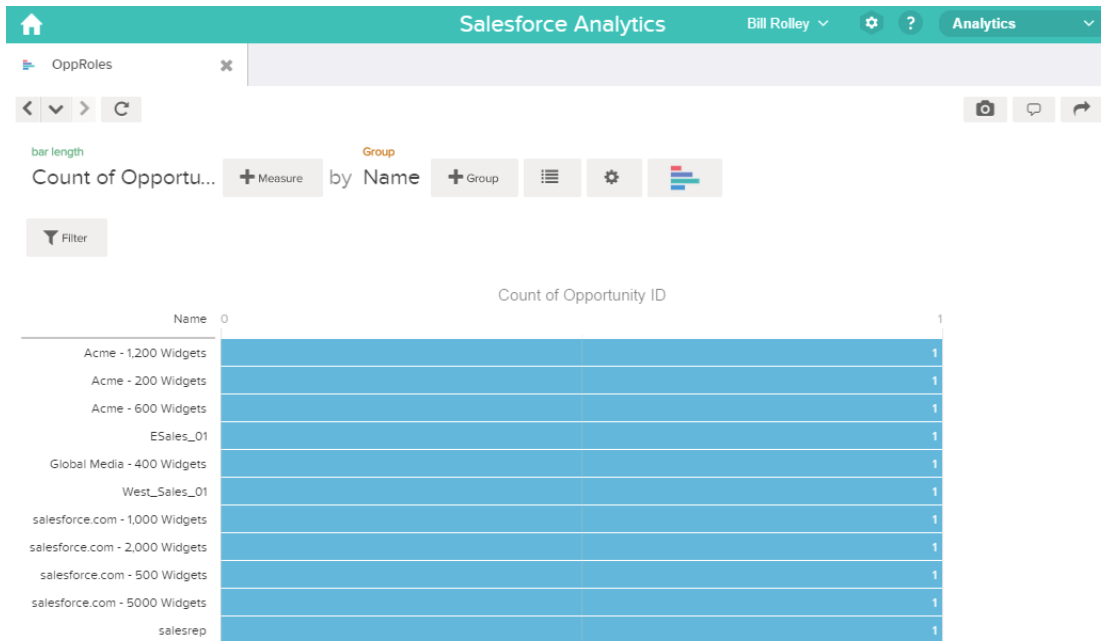 Salesforce Analytics Bill Rolley ? Analytics
OppRoles
bar length Group
Count of Opportu... + Measure by Name + Group
Filter
Count of Opportunity ID
Name 0 1
Acme - 1,200 Widgets 1
Acme - 200 Widgets 1
Acme - 600 Widgets 1
ESales_01 1
Global Media - 400 Widgets 1
West_Sales_01 1
salesforce.com - 1,000 Widgets 1
salesforce.com - 2,000 Widgets 1
salesforce.com - 500 Widgets 1
salesforce.com - 5000 Widgets 1
salesrep 1